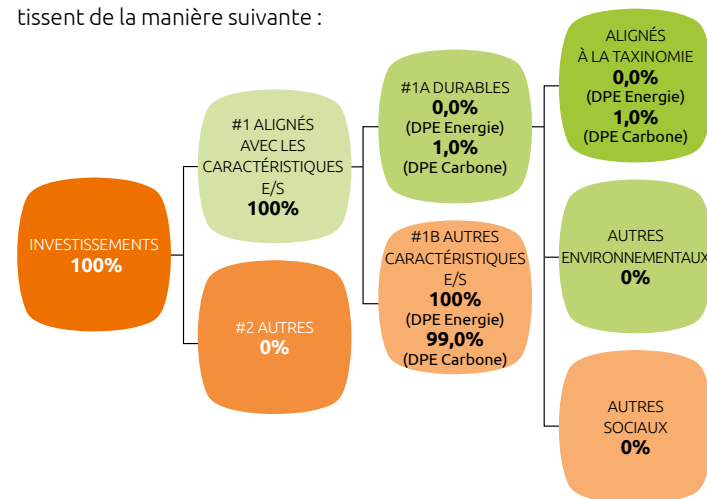 tissent de la manière suivante :
INVESTISSEMENTS
100%
#1 ALIGNÉS
AVEC LES
CARACTÉRISTIQUES
E/S
100%
#2 AUTRES
0%
#1A DURABLES
0,0%
(DPE Energie)
1,0%
(DPE Carbone)
#1B AUTRES
CARACTÉRISTIQUES
E/S
100%
(DPE Energie)
99,0%
(DPE Carbone)
ALIGNÉS
À LA TAXINOMIE
0,0%
(DPE Energie)
1,0%
(DPE Carbone)
AUTRES
ENVIRONNEMENTAUX
0%
AUTRES
SOCIAUX
0%